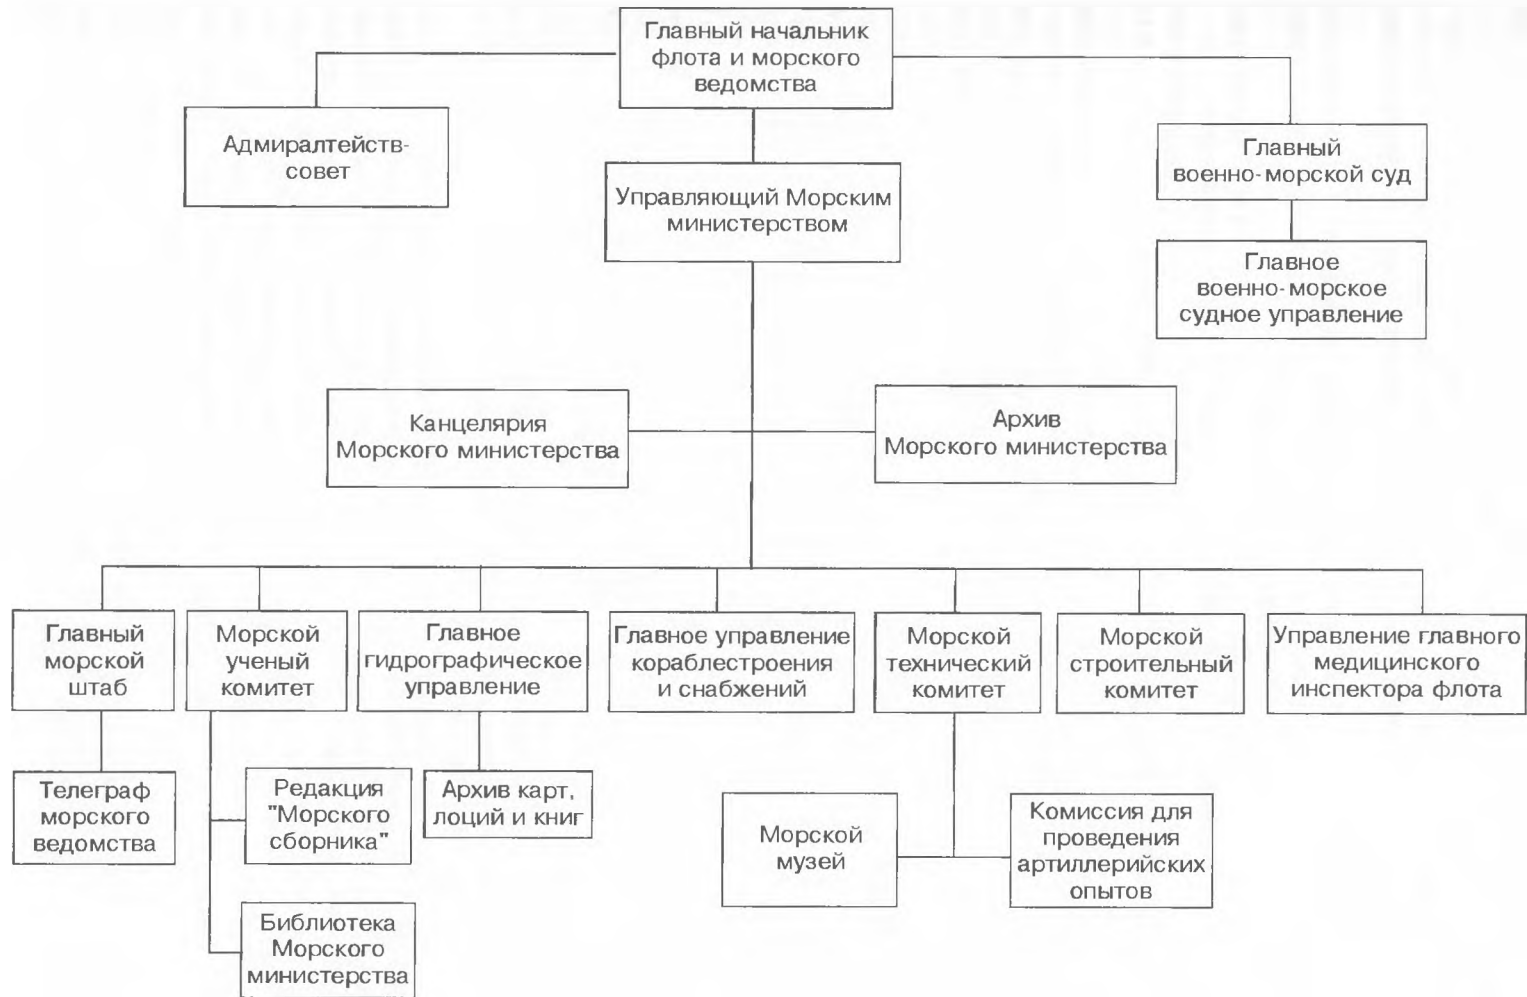 Главный начальник
флота и морского
ведомства
Адмиралтейств-
совет
Главный
военно-морской суд
Управляющий Морским
министерством
Главное
военно-морское
судное управление
Канцелярия
Морского министерства
Архив
Морского министерства
Главный
морской
штаб
Морской
ученый
комитет
Главное
гидрографическое
управление
Главное управление
кораблестроения
и снабжений
Морской
технический
комитет
Морской
строительный
комитет
Управление главного
медицинского
инспектора флота
Телеграф
морского
ведомства
Редакция
"Морского
сборника"
Архив карт,
лоций и книг
Морской
музей
Комиссия для
проведения
артиллерийских
опытов
Библиотека
Морского
министерства